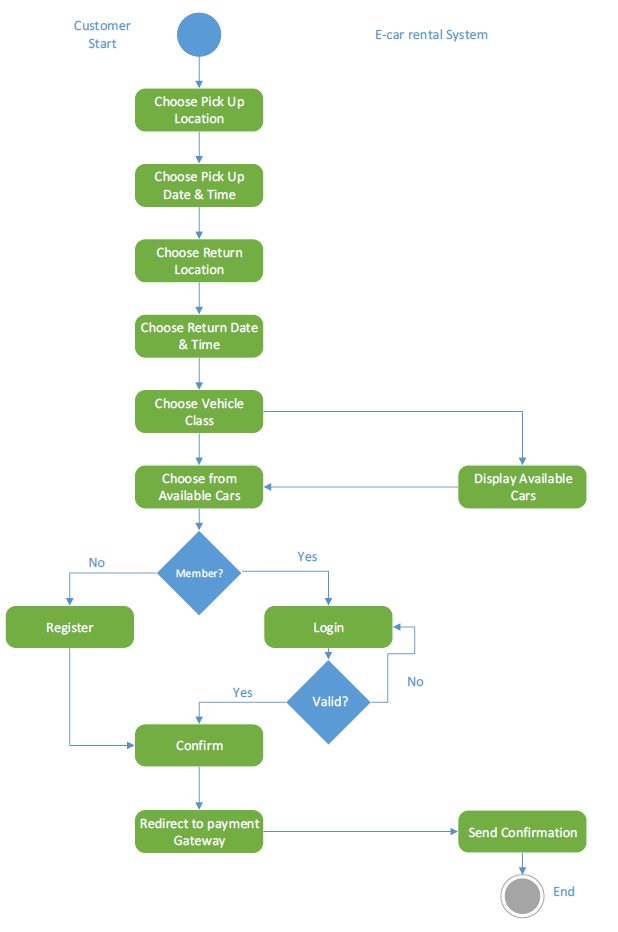 Customer
Start
E-car rental System
Choose Pick Up
Location
Choose Pick Up
Date & Time
Choose Return
Location
Choose Return Date
& Time
Choose Vehicle
Class
Choose from
Available Cars
Display Available
Cars
Member?
No
Yes
Register
Login
Valid?
Yes
No
Confirm
Redirect to payment
Gateway
Send Confirmation
End